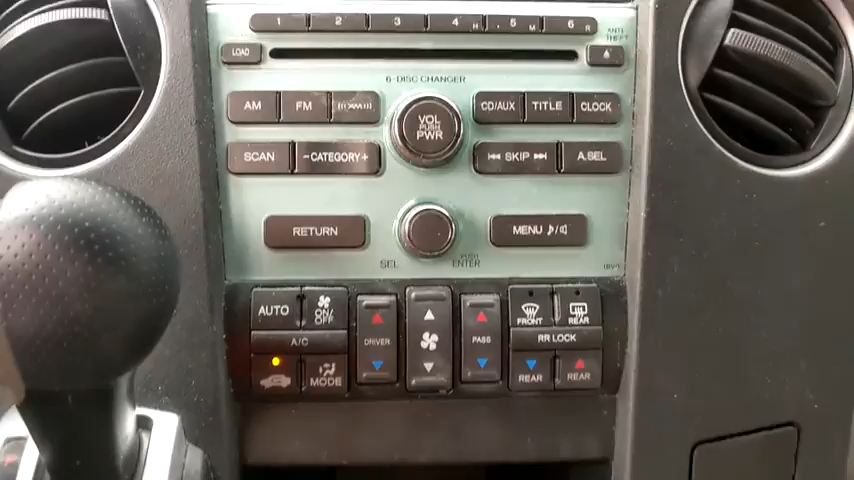 1 2 3 4 5 6
H M R
ANTI
THEFT
LOAD
6-DISC CHANGER
AM FM XM CD/AUX TITLE CLOCK
VOL
PUSH
PWR
SCAN - CATEGORY + SKIP A.SEL
RETURN MENU
SEL PUSH
ENTER
AUTO ON/
OFF FRONT REAR
A/C DRIVER PASS RR LOCK
MODE REAR REAR